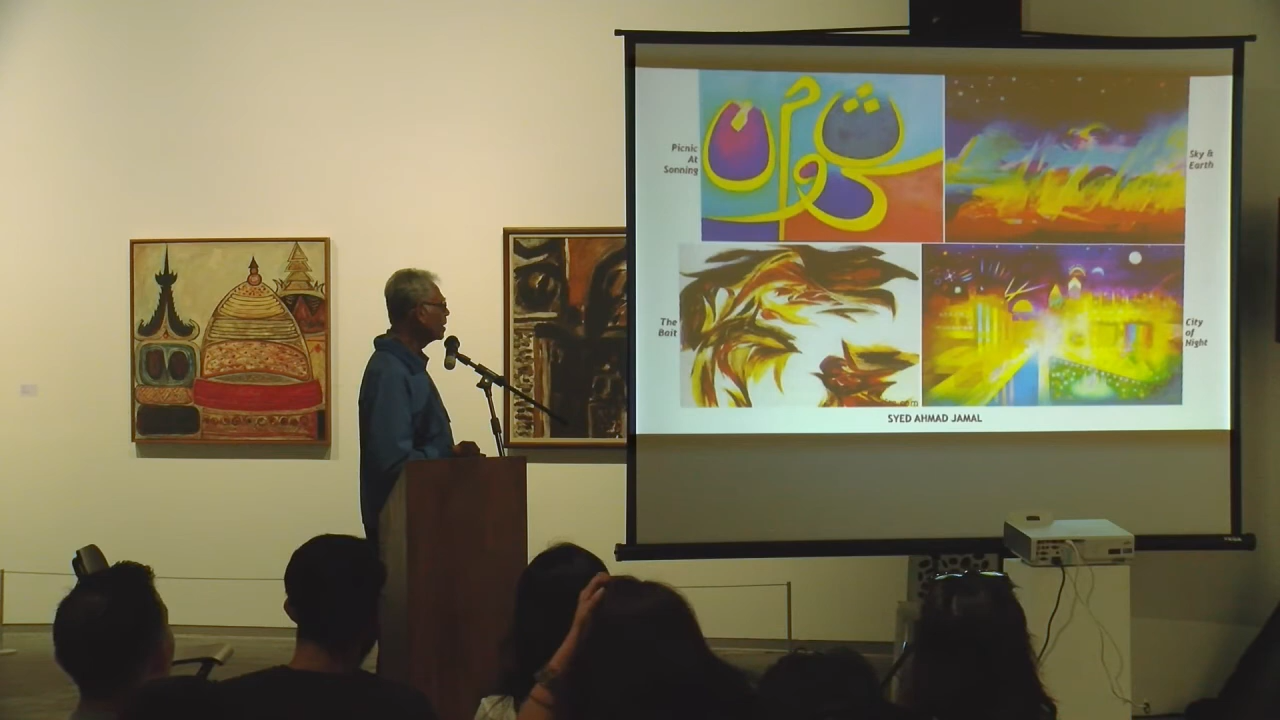 Picnic
At
Sonning
Sky &
Earth
The
Bait
City
of
Night
SYED AHMAD JAMAL